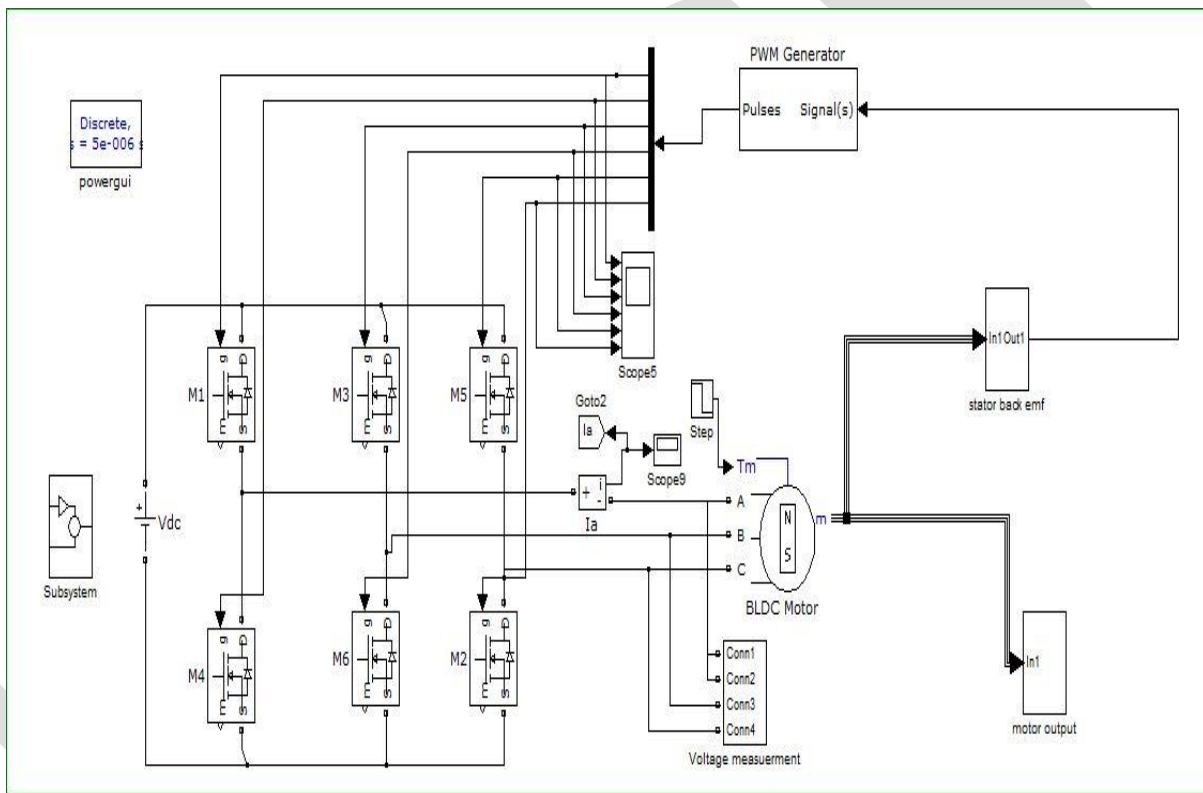 PWM Generator
Pulses
Signal(s)
Discrete,
s = 5e-006 s
powergui
Scope5
g
D
M1
m
S
g
D
M3
m
S
g
D
M5
m
S
Goto2
Ia
Scope9
Step
Tm
+
i
-
Ia
A
B
C
N
S
m
BLDC Motor
In1
Out1
stator back emf
+
Vdc
Subsystem
g
D
M4
m
S
g
D
M6
m
S
g
D
M2
m
S
Conn1
Conn2
Conn3
Conn4
Voltage measuerment
In1
motor output